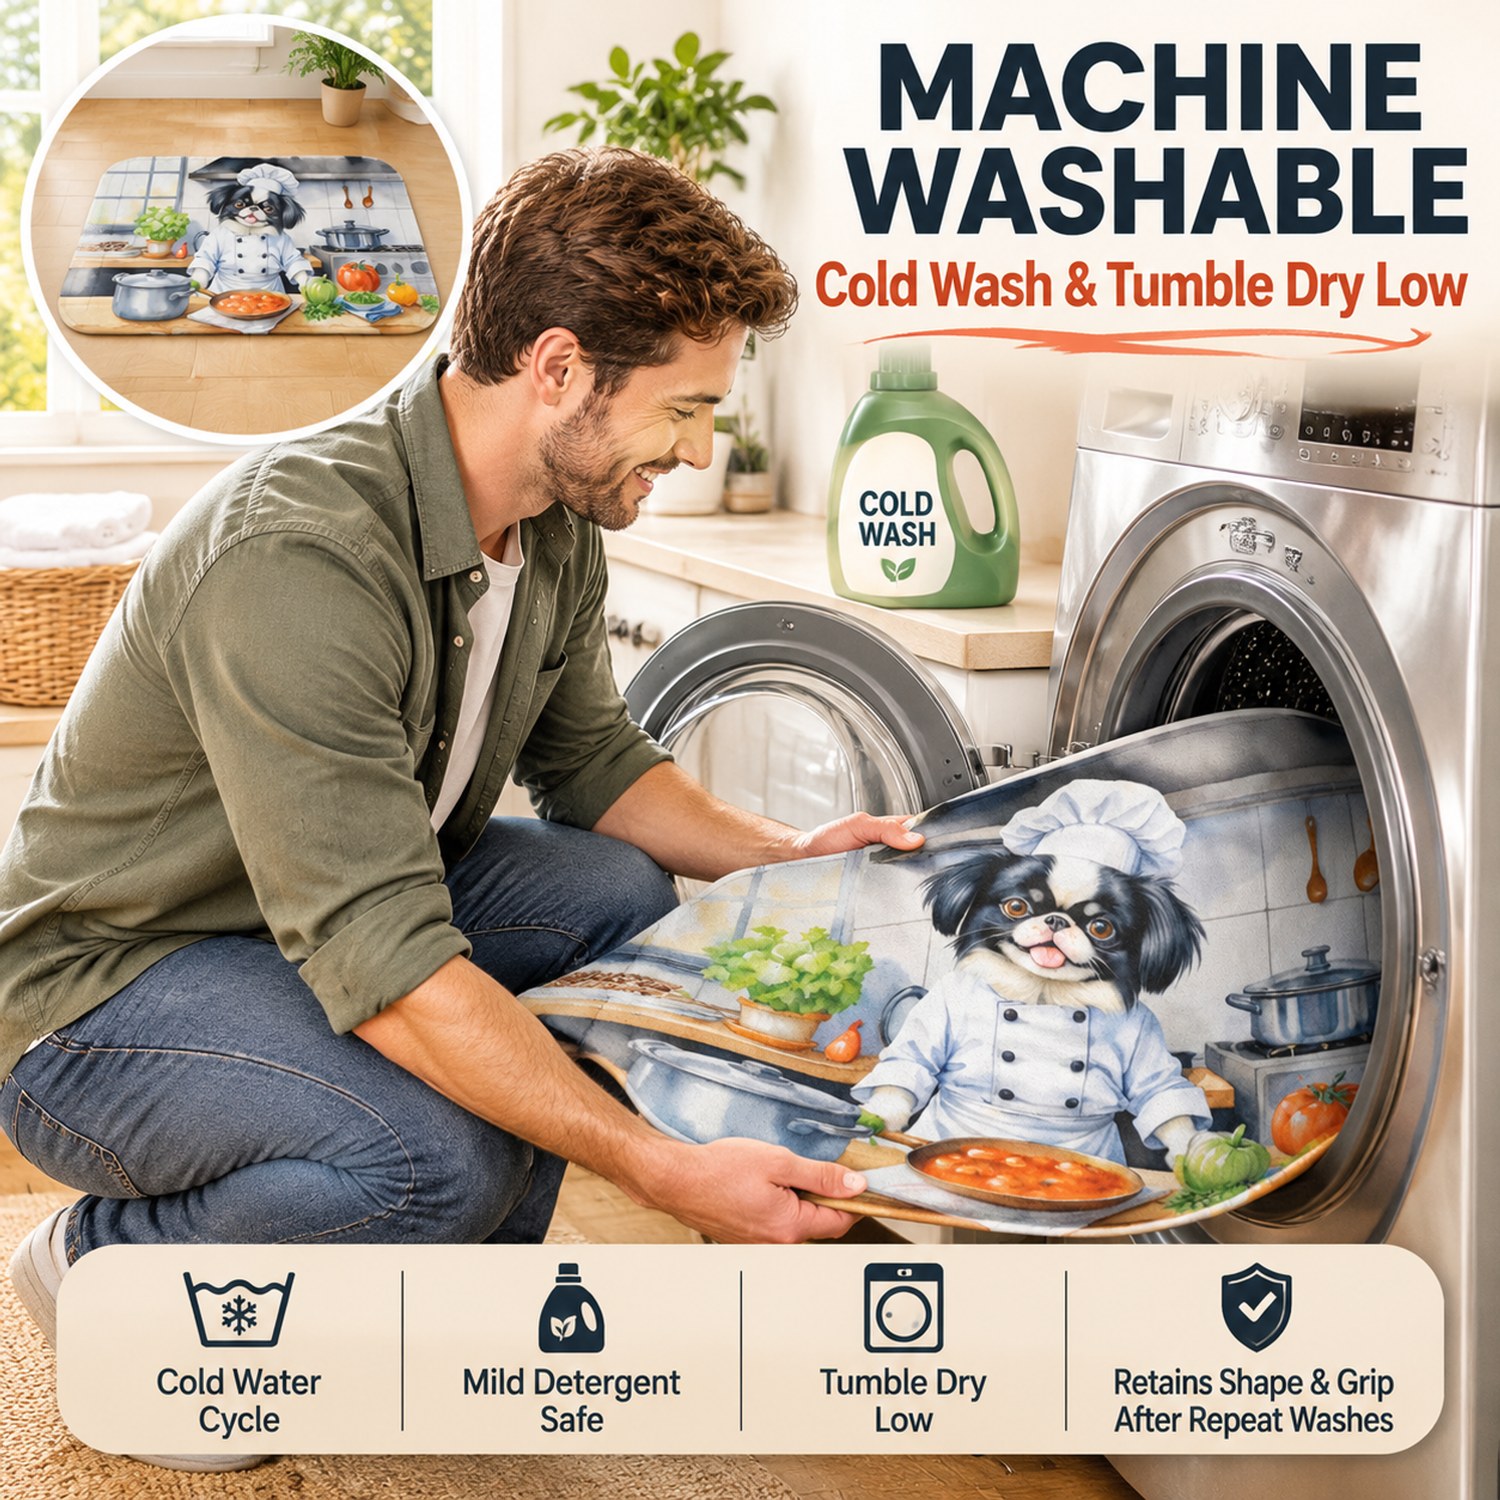 MACHINE
WASHABLE
Cold Wash & Tumble Dry Low
COLD
WASH
Cold Water
Cycle
Mild Detergent
Safe
Tumble Dry
Low
Retains Shape & Grip
After Repeat Washes